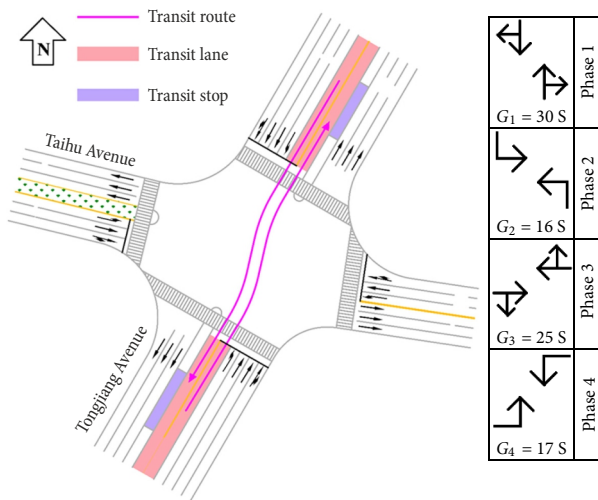 N
Transit route
Transit lane
Transit stop
Taihu Avenue
Tongjiang Avenue
G₁ = 30 S
Phase 1
G₂ = 16 S
Phase 2
G₃ = 25 S
Phase 3
G₄ = 17 S
Phase 4